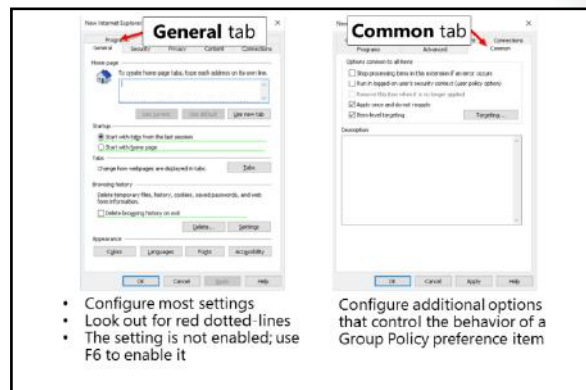 New Internet Explorer
General tab
General Security Privacy Content Connections
Home page
To create home page tabs, type each address on its own line.
Use current Use default Use new tab
Startup
Start with tabs from the last session
Start with home page
Tabs
Change how webpages are displayed in tabs. Tabs
Browsing history
Delete temporary files, history, cookies, saved passwords, and web
form information.
Delete browsing history on exit
Delete... Settings
Appearance
Colors Languages Fonts Accessibility
OK Cancel Apply Help
• Configure most settings
• Look out for red dotted-lines
• The setting is not enabled; use
F6 to enable it
Common tab
Connections
Programs Advanced Common
Options common to all items
Stop processing items in this extension if an error occurs
Run in logged-on user's security context (user policy option)
Remove this item when it is no longer applied
Apply once and do not reapply
Item-level targeting Targeting...
Description
OK Cancel Apply Help
Configure additional options
that control the behavior of a
Group Policy preference item